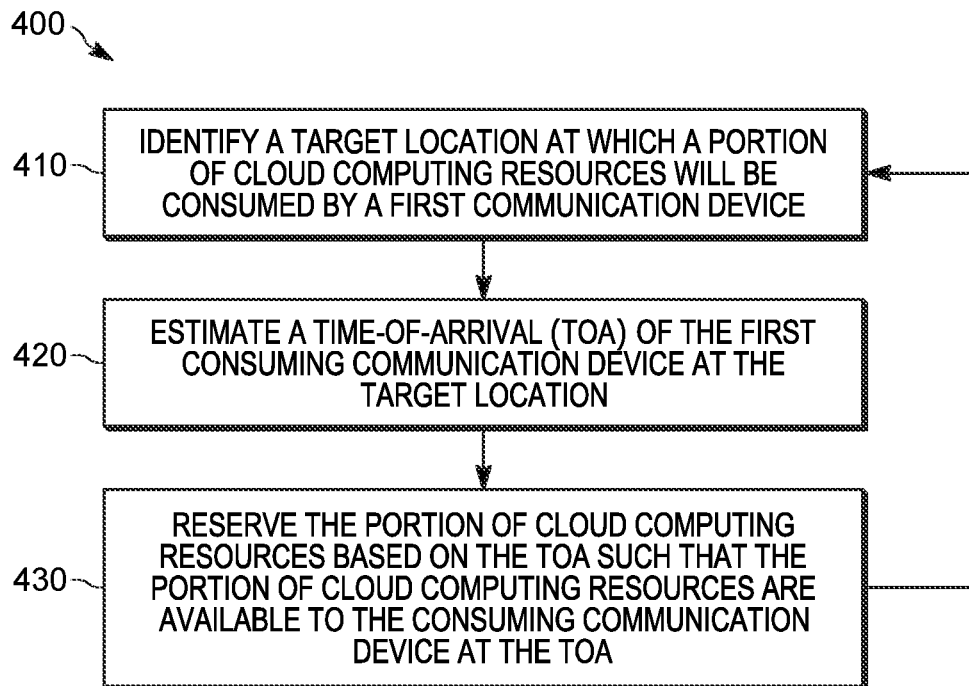 400
410
IDENTIFY A TARGET LOCATION AT WHICH A PORTION
OF CLOUD COMPUTING RESOURCES WILL BE
CONSUMED BY A FIRST COMMUNICATION DEVICE
420
ESTIMATE A TIME-OF-ARRIVAL (TOA) OF THE FIRST
CONSUMING COMMUNICATION DEVICE AT THE
TARGET LOCATION
430
RESERVE THE PORTION OF CLOUD COMPUTING
RESOURCES BASED ON THE TOA SUCH THAT THE
PORTION OF CLOUD COMPUTING RESOURCES ARE
AVAILABLE TO THE CONSUMING COMMUNICATION
DEVICE AT THE TOA